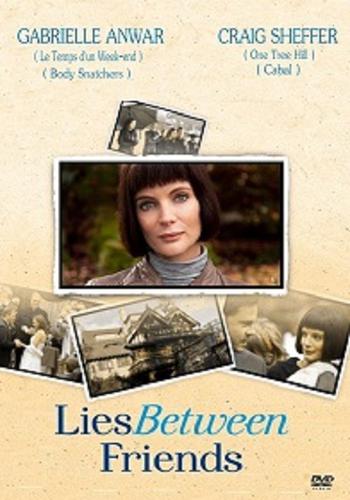 GABRIELLE ANWAR
( Le Temps d'un Week-end )
( Body Snatchers )
CRAIG SHEFFER
( One Tree Hill )
( Cabal )
Lies Between
Friends
DVD